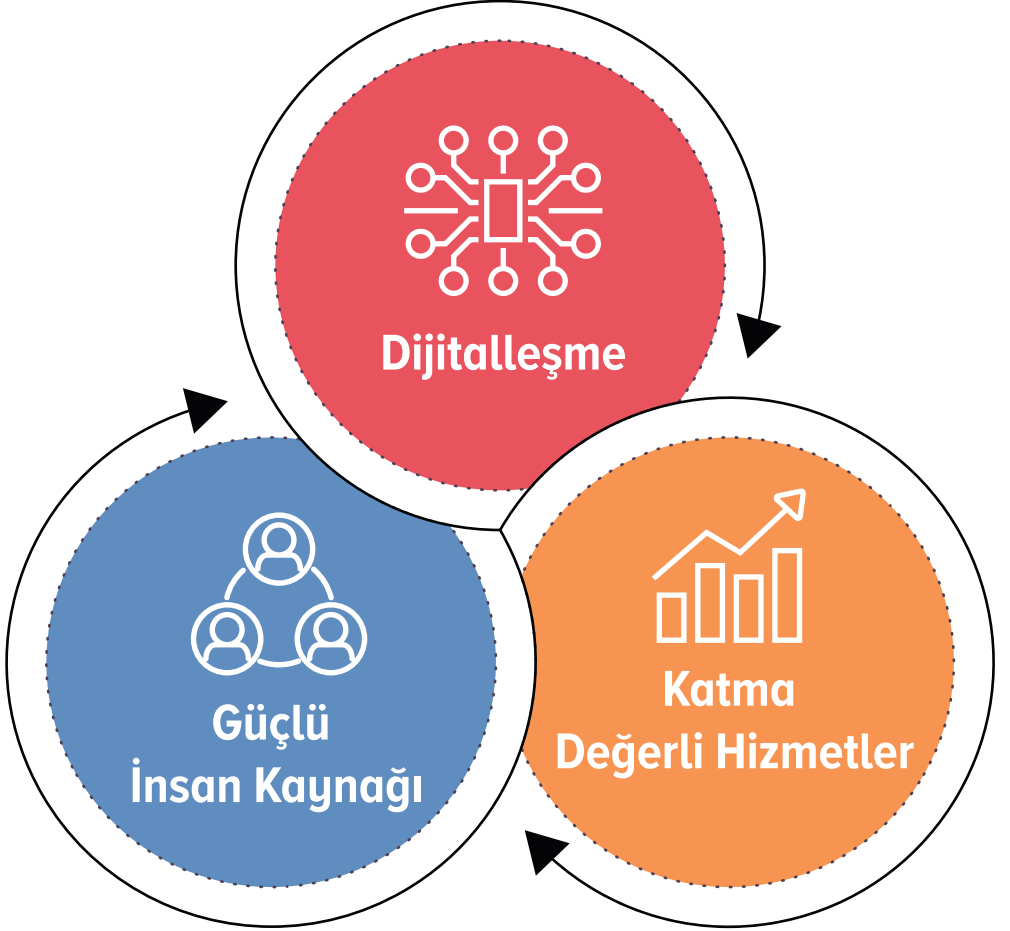 Dijitalleşme
Güçlü
İnsan Kaynağı
Katma
Değerli Hizmetler